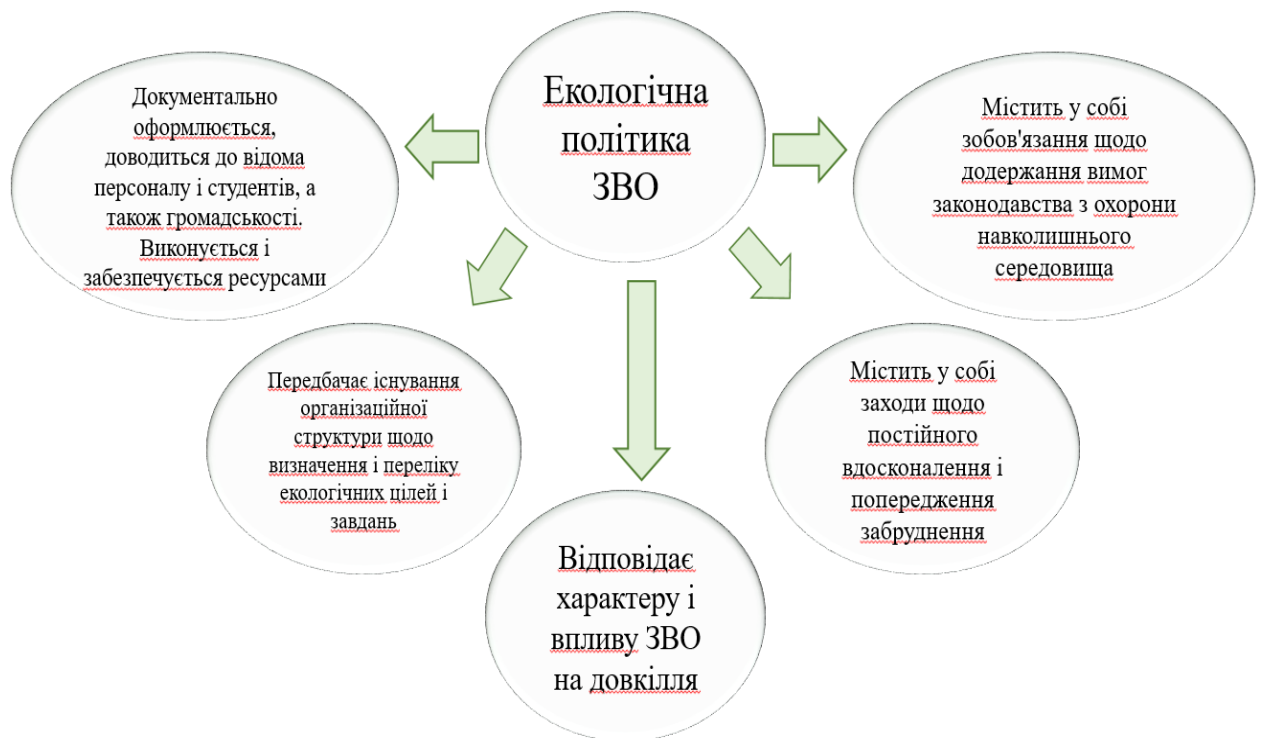 Екологічна
політика
ЗВО
Документально
оформлюється,
доводиться до відома
персоналу і студентів, а
також громадськості.
Виконується і
забезпечується ресурсами
Містить у собі
зобов'язання щодо
додержання вимог
законодавства з охорони
навколишнього
середовища
Передбачає існування
організаційної
структури щодо
визначення і переліку
екологічних цілей і
завдань
Містить у собі
заходи щодо
постійного
вдосконалення і
попередження
забруднення
Відповідає
характеру і
впливу ЗВО
на довкілля